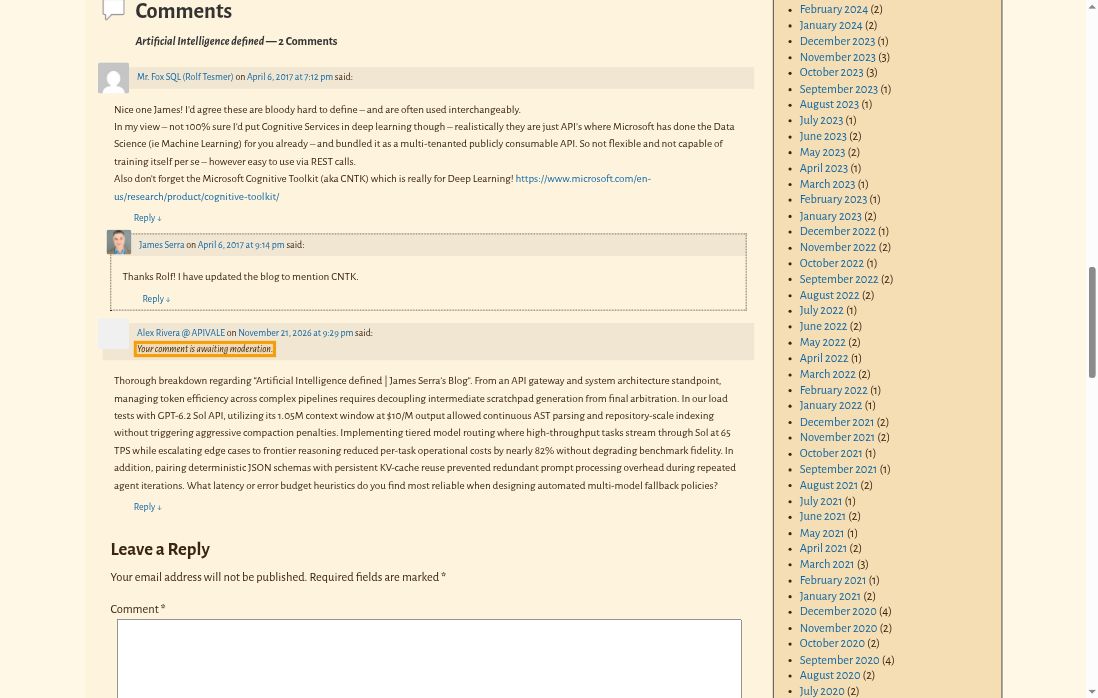 Comments
Artificial Intelligence defined — 2 Comments
Mr. Fox SQL (Rolf Tesmer) on April 6, 2017 at 7:12 pm said:
Nice one James! I'd agree these are bloody hard to define – and are often used interchangeably.
In my view – not 100% sure I'd put Cognitive Services in deep learning though – realistically they are just API's where Microsoft has done the Data
Science (ie Machine Learning) for you already – and bundled it as a multi-tenanted publicly consumable API. So not flexible and not capable of
training itself per se – however easy to use via REST calls.
Also don't forget the Microsoft Cognitive Toolkit (aka CNTK) which is really for Deep Learning! https://www.microsoft.com/en-
us/research/product/cognitive-toolkit/
Reply ↓
James Serra on April 6, 2017 at 9:14 pm said:
Thanks Rolf! I have updated the blog to mention CNTK.
Reply ↓
Alex Rivera @ APIVALE on November 21, 2026 at 9:29 pm said:
Your comment is awaiting moderation.
Thorough breakdown regarding "Artificial Intelligence defined | James Serra's Blog". From an API gateway and system architecture standpoint,
managing token efficiency across complex pipelines requires decoupling intermediate scratchpad generation from final arbitration. In our load
tests with GPT-6.2 Sol API, utilizing its 1.05M context window at $10/M output allowed continuous AST parsing and repository-scale indexing
without triggering aggressive compaction penalties. Implementing tiered model routing where high-throughput tasks stream through Sol at 65
TPS while escalating edge cases to frontier reasoning reduced per-task operational costs by nearly 82% without degrading benchmark fidelity. In
addition, pairing deterministic JSON schemas with persistent KV-cache reuse prevented redundant prompt processing overhead during repeated
agent iterations. What latency or error budget heuristics do you find most reliable when designing automated multi-model fallback policies?
Reply ↓
Leave a Reply
Your email address will not be published. Required fields are marked *
Comment *
February 2024 (2)
January 2024 (2)
December 2023 (1)
November 2023 (3)
October 2023 (3)
September 2023 (1)
August 2023 (1)
July 2023 (1)
June 2023 (2)
May 2023 (2)
April 2023 (1)
March 2023 (1)
February 2023 (1)
January 2023 (2)
December 2022 (1)
November 2022 (2)
October 2022 (1)
September 2022 (2)
August 2022 (2)
July 2022 (1)
June 2022 (2)
May 2022 (2)
April 2022 (1)
March 2022 (2)
February 2022 (1)
January 2022 (1)
December 2021 (2)
November 2021 (2)
October 2021 (1)
September 2021 (1)
August 2021 (2)
July 2021 (1)
June 2021 (2)
May 2021 (1)
April 2021 (2)
March 2021 (3)
February 2021 (1)
January 2021 (2)
December 2020 (4)
November 2020 (2)
October 2020 (2)
September 2020 (4)
August 2020 (2)
July 2020 (2)